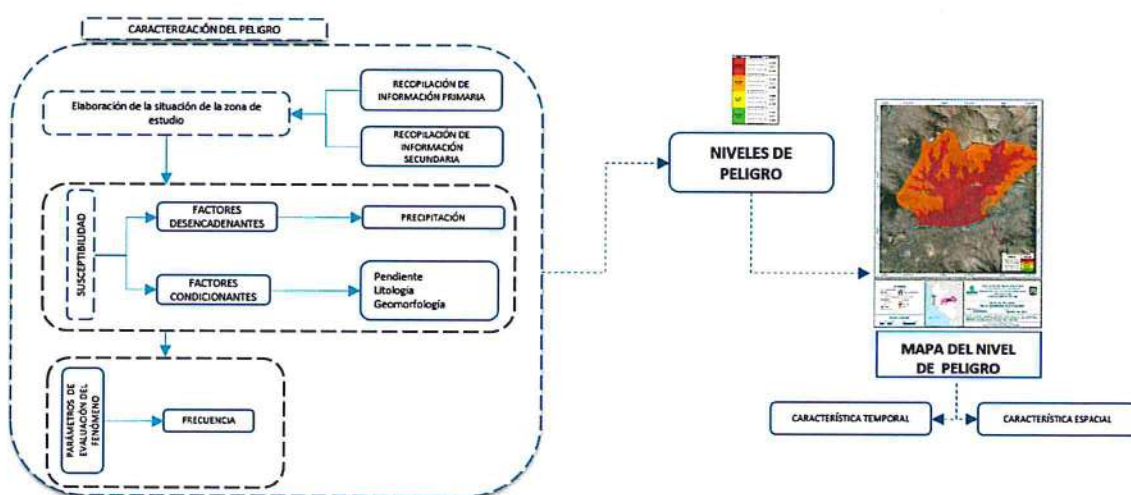 CARACTERIZACIÓN DEL PELIGRO
Elaboración de la situación de la zona de
estudio
RECOPILACIÓN DE
INFORMACIÓN PRIMARIA
RECOPILACIÓN DE
INFORMACIÓN
SECUNDARIA
SUSCEPTIBILIDAD
FACTORES
DESENCADENANTES
PRECIPITACIÓN
FACTORES
CONDICIONANTES
Pendiente
Litología
Geomorfología
PARÁMETROS DE
EVALUACIÓN DEL
FENÓMENO
FRECUENCIA
NIVELES DE
PELIGRO
MAPA DEL NIVEL
DE PELIGRO
CARACTERÍSTICA TEMPORAL
CARACTERÍSTICA ESPACIAL